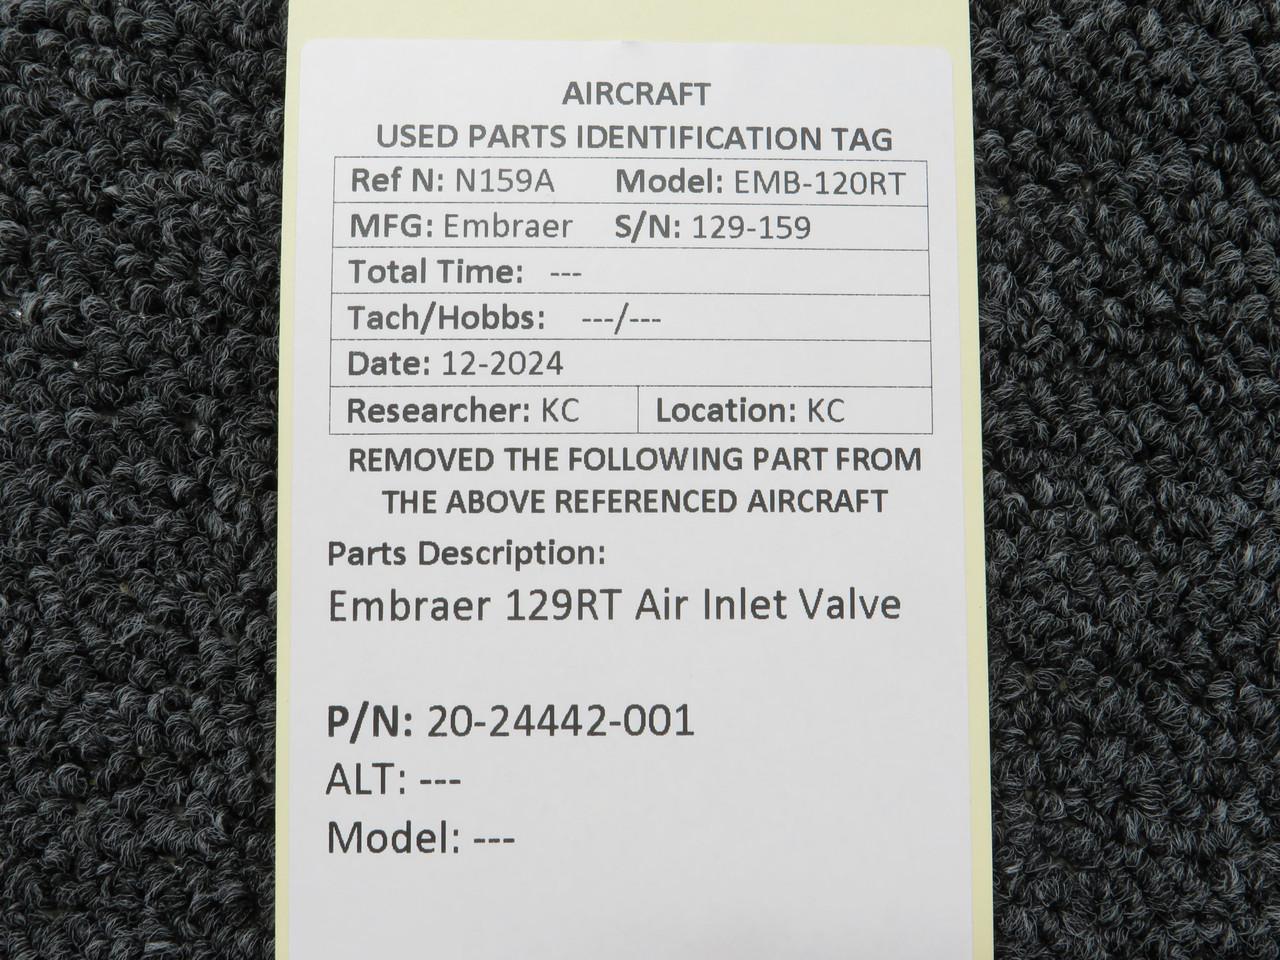 AIRCRAFT
USED PARTS IDENTIFICATION TAG
Ref N: N159A Model: EMB-120RT
MFG: Embraer S/N: 129-159
Total Time: ---
Tach/Hobbs: ---/---
Date: 12-2024
Researcher: KC Location: KC
REMOVED THE FOLLOWING PART FROM
THE ABOVE REFERENCED AIRCRAFT
Parts Description:
Embraer 129RT Air Inlet Valve
P/N: 20-24442-001
ALT: ---
Model: ---